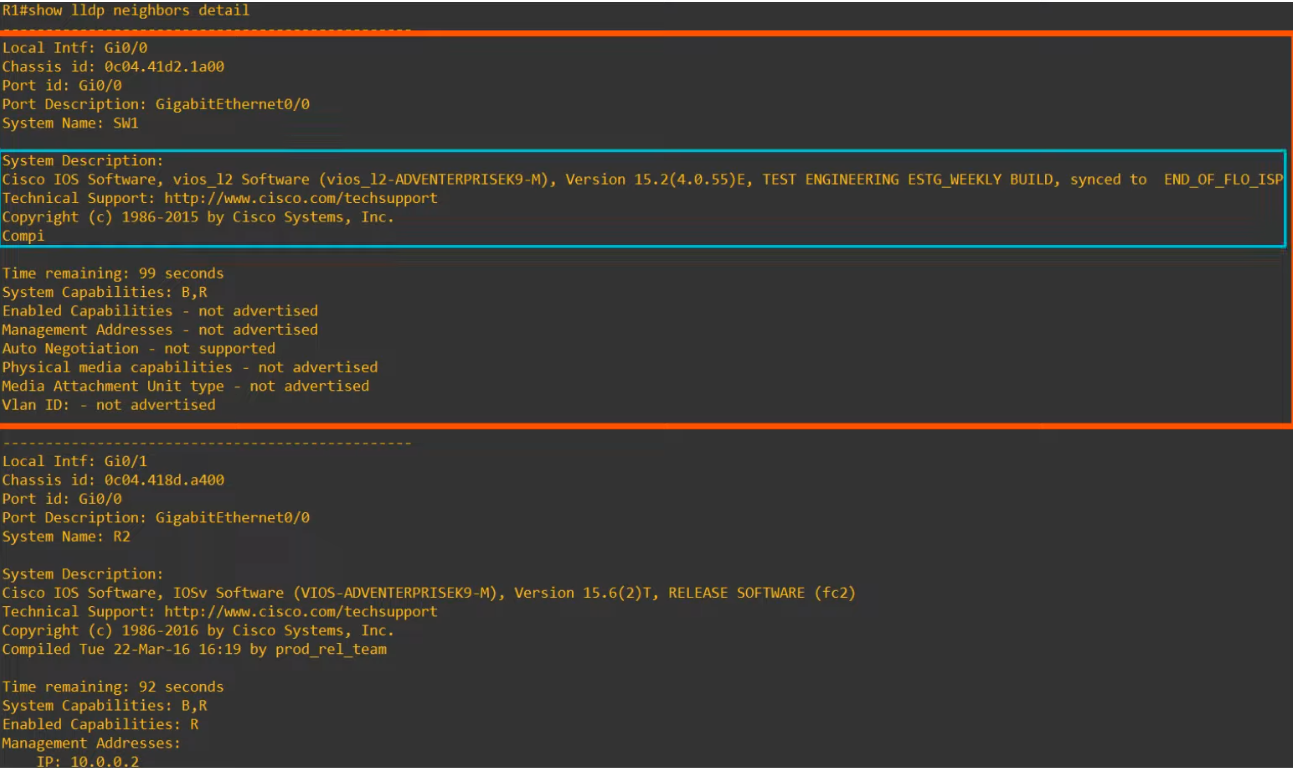 R1#show lldp neighbors detail
------------------------------------------------
Local Intf: Gi0/0
Chassis id: 0c04.41d2.1a00
Port id: Gi0/0
Port Description: GigabitEthernet0/0
System Name: SW1
System Description:
Cisco IOS Software, vios_l2 Software (vios_l2-ADVENTERPRISEK9-M), Version 15.2(4.0.55)E, TEST ENGINEERING ESTG_WEEKLY BUILD, synced to  END_OF_FLO_ISP
Technical Support: http://www.cisco.com/techsupport
Copyright (c) 1986-2015 by Cisco Systems, Inc.
Compi
Time remaining: 99 seconds
System Capabilities: B,R
Enabled Capabilities - not advertised
Management Addresses - not advertised
Auto Negotiation - not supported
Physical media capabilities - not advertised
Media Attachment Unit type - not advertised
Vlan ID: - not advertised
------------------------------------------------
Local Intf: Gi0/1
Chassis id: 0c04.418d.a400
Port id: Gi0/0
Port Description: GigabitEthernet0/0
System Name: R2
System Description:
Cisco IOS Software, IOSv Software (VIOS-ADVENTERPRISEK9-M), Version 15.6(2)T, RELEASE SOFTWARE (fc2)
Technical Support: http://www.cisco.com/techsupport
Copyright (c) 1986-2016 by Cisco Systems, Inc.
Compiled Tue 22-Mar-16 16:19 by prod_rel_team
Time remaining: 92 seconds
System Capabilities: B,R
Enabled Capabilities: R
Management Addresses:
IP: 10.0.0.2